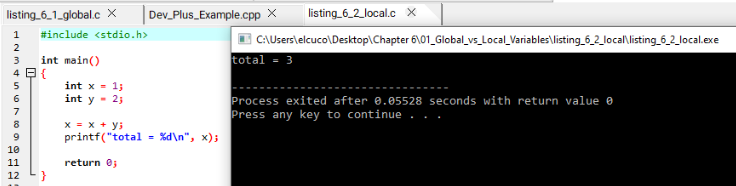 listing_6_1_global.c × Dev_Plus_Example.cpp × listing_6_2_local.c ×
1 #include <stdio.h>
2
3 int main()
4 {
5 int x = 1;
6 int y = 2;
7
8 x = x + y;
9 printf("total = %d\n", x);
10
11 return 0;
12 }
C:\Users\elcuco\Desktop\Chapter 6\01_Global_vs_Local_Variables\listing_6_2_local\listing_6_2_local.exe
total = 3
--------------------------------
Process exited after 0.05528 seconds with return value 0
Press any key to continue . . .